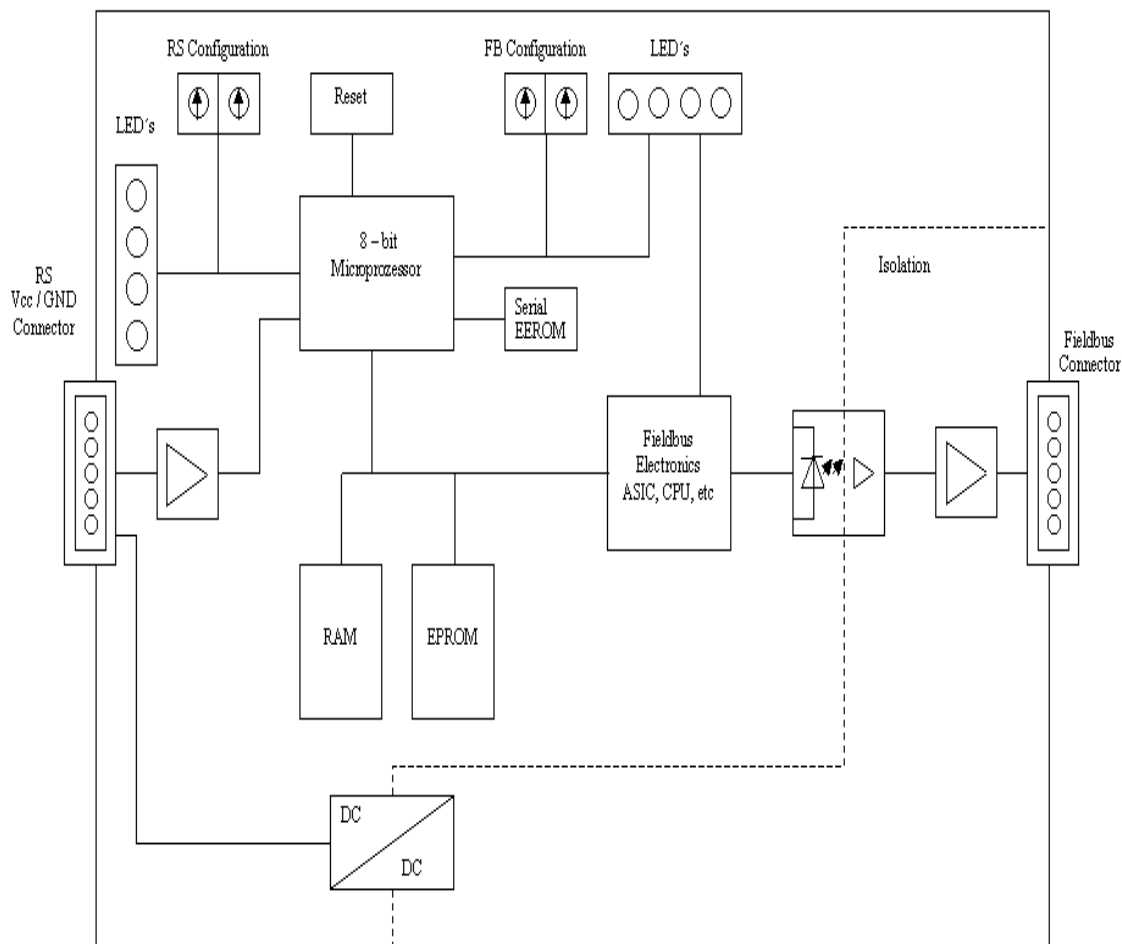 RS Configuration
FB Configuration
LED´s
Reset
LED´s
8 – bit
Microprozessor
Isolation
RS
Vcc / GND
Connector
Serial
EEROM
Fieldbus
Connector
Fieldbus
Electronics
ASIC, CPU, etc
RAM
EPROM
DC
DC